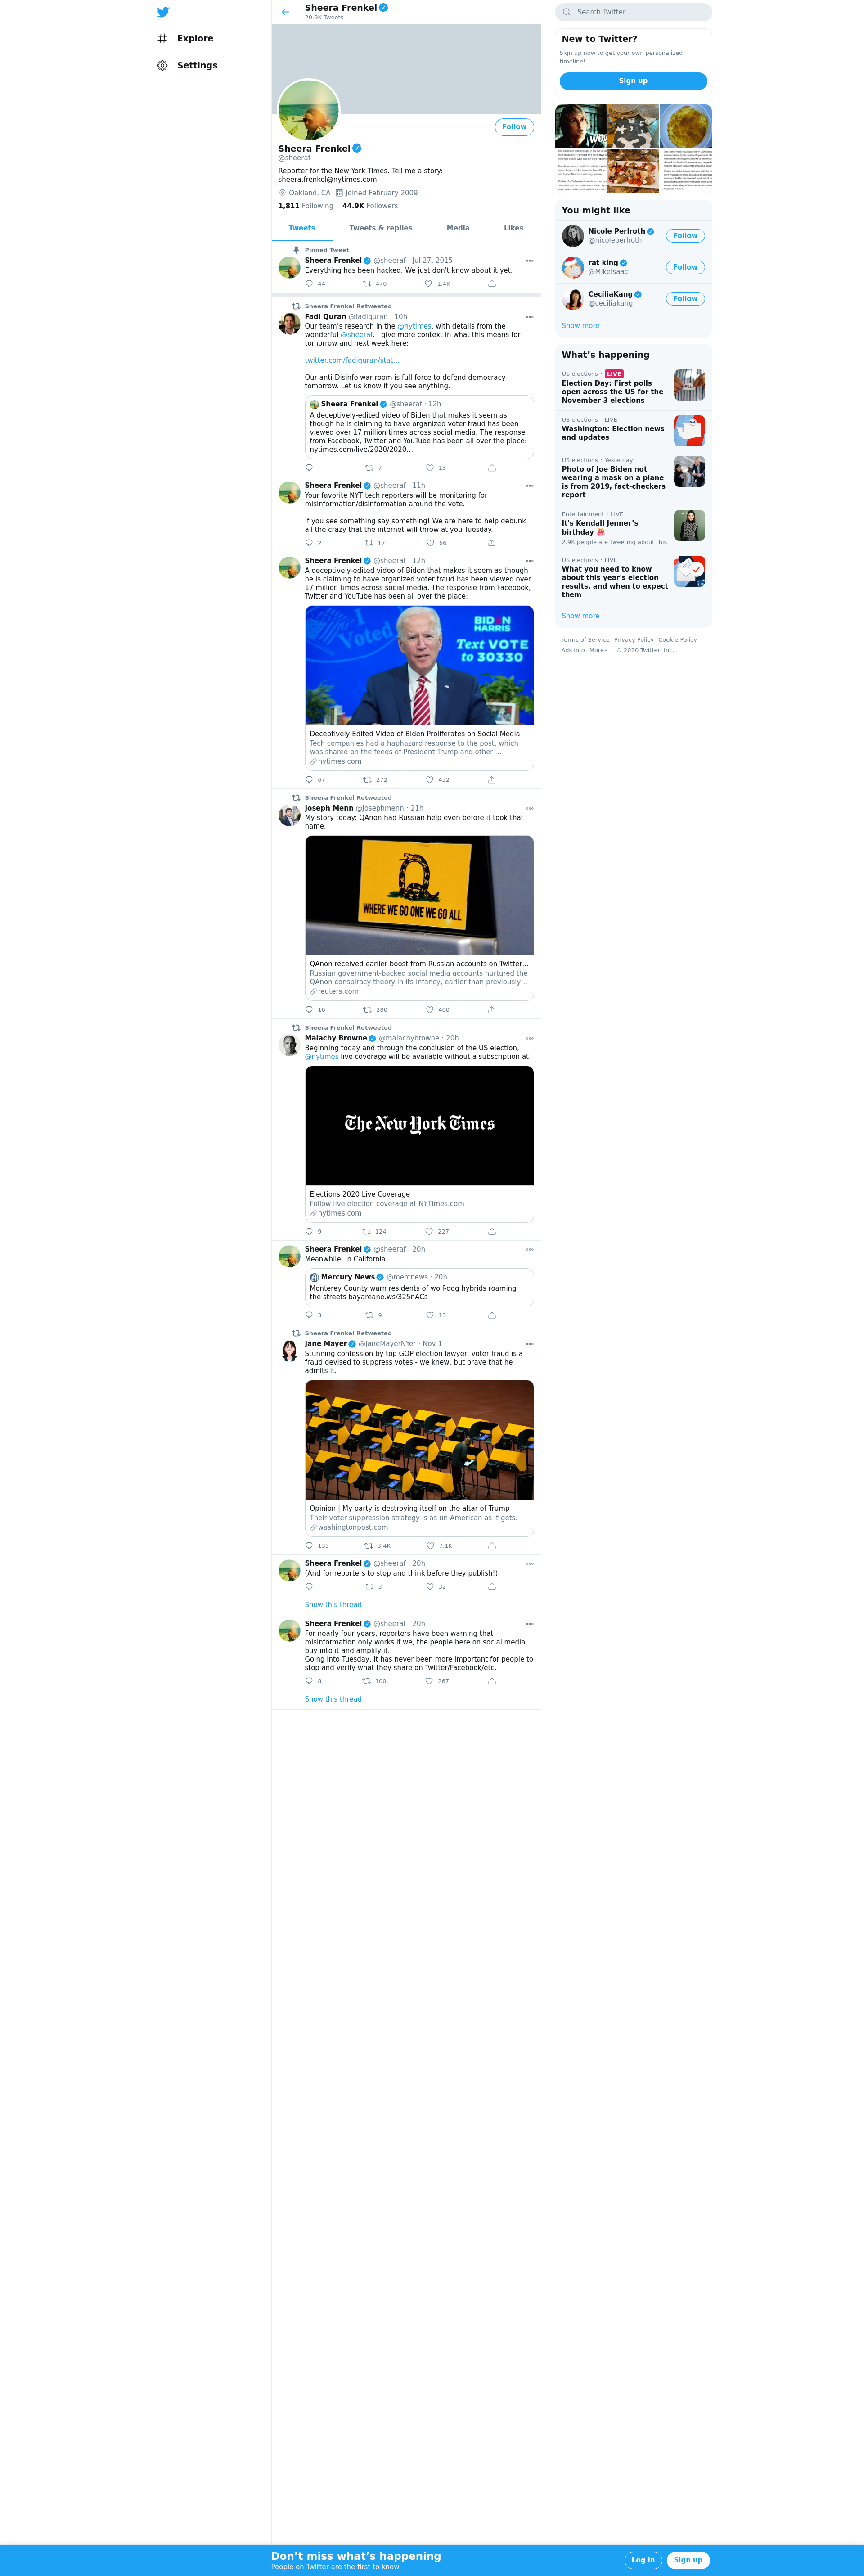 Explore
Settings
Sheera Frenkel
20.9K Tweets
Follow
Sheera Frenkel
@sheeraf
Reporter for the New York Times. Tell me a story:
sheera.frenkel@nytimes.com
Oakland, CA Joined February 2009
1,811 Following 44.9K Followers
Tweets Tweets & replies Media Likes
Pinned Tweet
Sheera Frenkel @sheeraf · Jul 27, 2015
Everything has been hacked. We just don't know about it yet.
44 470 1.4K
Sheera Frenkel Retweeted
Fadi Quran @fadiquran · 10h
Our team's research in the @nytimes, with details from the
wonderful @sheeraf. I give more context in what this means for
tomorrow and next week here:
twitter.com/fadiquran/stat…
Our anti-Disinfo war room is full force to defend democracy
tomorrow. Let us know if you see anything.
Sheera Frenkel @sheeraf · 12h
A deceptively-edited video of Biden that makes it seem as
though he is claiming to have organized voter fraud has been
viewed over 17 million times across social media. The response
from Facebook, Twitter and YouTube has been all over the place:
nytimes.com/live/2020/2020…
7 13
Sheera Frenkel @sheeraf · 11h
Your favorite NYT tech reporters will be monitoring for
misinformation/disinformation around the vote.
If you see something say something! We are here to help debunk
all the crazy that the internet will throw at you Tuesday.
2 17 66
Sheera Frenkel @sheeraf · 12h
A deceptively-edited video of Biden that makes it seem as though
he is claiming to have organized voter fraud has been viewed over
17 million times across social media. The response from Facebook,
Twitter and YouTube has been all over the place:
I Voted
BIDEN
HARRIS
Text VOTE
to 30330
Deceptively Edited Video of Biden Proliferates on Social Media
Tech companies had a haphazard response to the post, which
was shared on the feeds of President Trump and other …
nytimes.com
67 272 432
Sheera Frenkel Retweeted
Joseph Menn @josephmenn · 21h
My story today: QAnon had Russian help even before it took that
name.
WHERE WE GO ONE WE GO ALL
QAnon received earlier boost from Russian accounts on Twitter…
Russian government-backed social media accounts nurtured the
QAnon conspiracy theory in its infancy, earlier than previously…
reuters.com
16 280 400
Sheera Frenkel Retweeted
Malachy Browne @malachybrowne · 20h
Beginning today and through the conclusion of the US election,
@nytimes live coverage will be available without a subscription at
The New York Times
Elections 2020 Live Coverage
Follow live election coverage at NYTimes.com
nytimes.com
9 124 227
Sheera Frenkel @sheeraf · 20h
Meanwhile, in California.
Mercury News @mercnews · 20h
Monterey County warn residents of wolf-dog hybrids roaming
the streets bayareane.ws/325nACs
3 9 13
Sheera Frenkel Retweeted
Jane Mayer @JaneMayerNYer · Nov 1
Stunning confession by top GOP election lawyer: voter fraud is a
fraud devised to suppress votes - we knew, but brave that he
admits it.
Opinion | My party is destroying itself on the altar of Trump
Their voter suppression strategy is as un-American as it gets.
washingtonpost.com
135 3.4K 7.1K
Sheera Frenkel @sheeraf · 20h
(And for reporters to stop and think before they publish!)
3 32
Show this thread
Sheera Frenkel @sheeraf · 20h
For nearly four years, reporters have been warning that
misinformation only works if we, the people here on social media,
buy into it and amplify it.
Going into Tuesday, it has never been more important for people to
stop and verify what they share on Twitter/Facebook/etc.
8 100 267
Show this thread
Search Twitter
New to Twitter?
Sign up now to get your own personalized
timeline!
Sign up
You might like
Nicole Perlroth
@nicoleperlroth
Follow
rat king
@MikeIsaac
Follow
CeciliaKang
@ceciliakang
Follow
Show more
What's happening
US elections · LIVE
Election Day: First polls
open across the US for the
November 3 elections
US elections · LIVE
Washington: Election news
and updates
US elections · Yesterday
Photo of Joe Biden not
wearing a mask on a plane
is from 2019, fact-checkers
report
Entertainment · LIVE
It's Kendall Jenner's
birthday
2.9K people are Tweeting about this
US elections · LIVE
What you need to know
about this year's election
results, and when to expect
them
Show more
Terms of Service Privacy Policy Cookie Policy
Ads info More © 2020 Twitter, Inc.
Don't miss what's happening
People on Twitter are the first to know.
Log in
Sign up